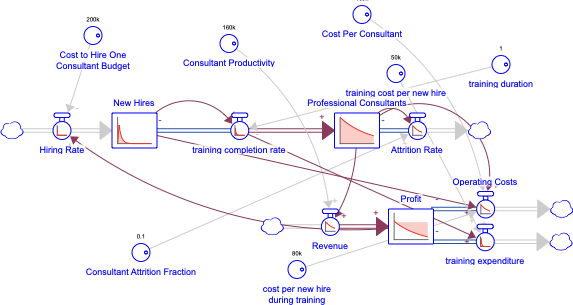 200k
160k
Cost to Hire One
Consultant Budget
Cost Per Consultant
Consultant Productivity
50k
1
training cost per new hire
training duration
New Hires
Professional Consultants
-
-
+
-
Hiring Rate
training completion rate
Attrition Rate
Operating Costs
Profit
-
-
+
+
-
Revenue
training expenditure
0.1
Consultant Attrition Fraction
80k
cost per new hire
during training